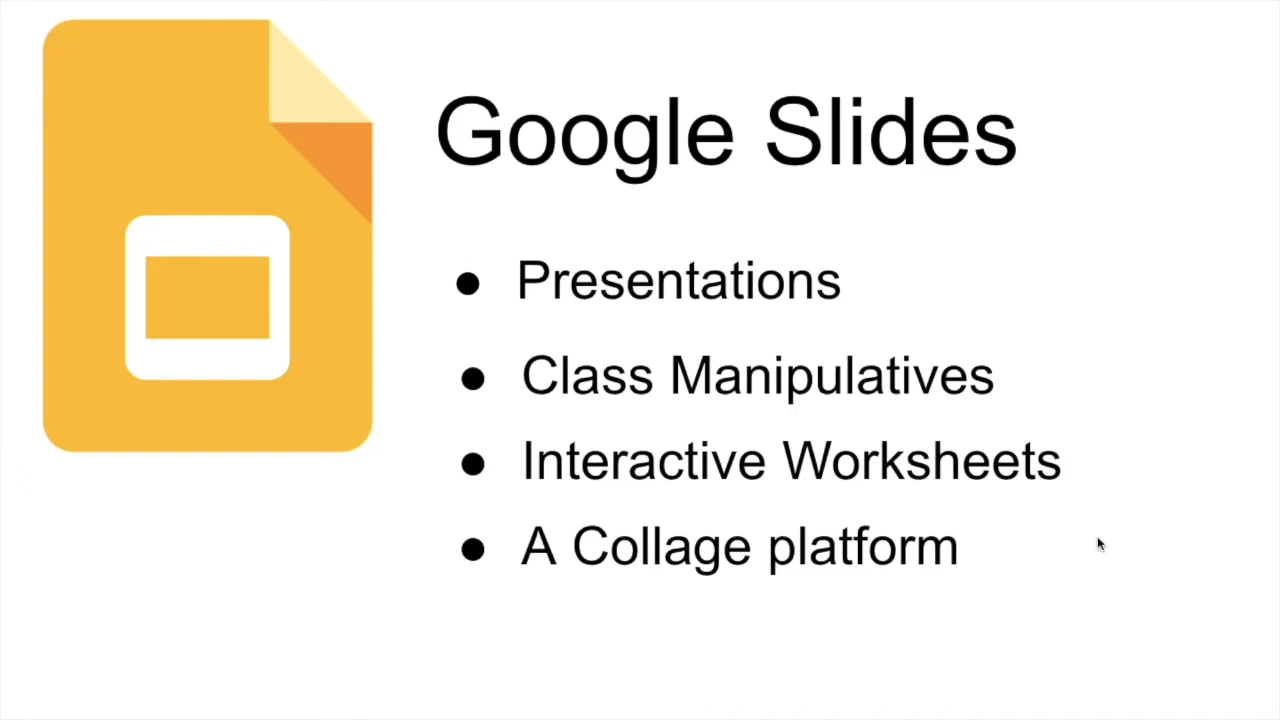 Google Slides
● Presentations
● Class Manipulatives
● Interactive Worksheets
● A Collage platform